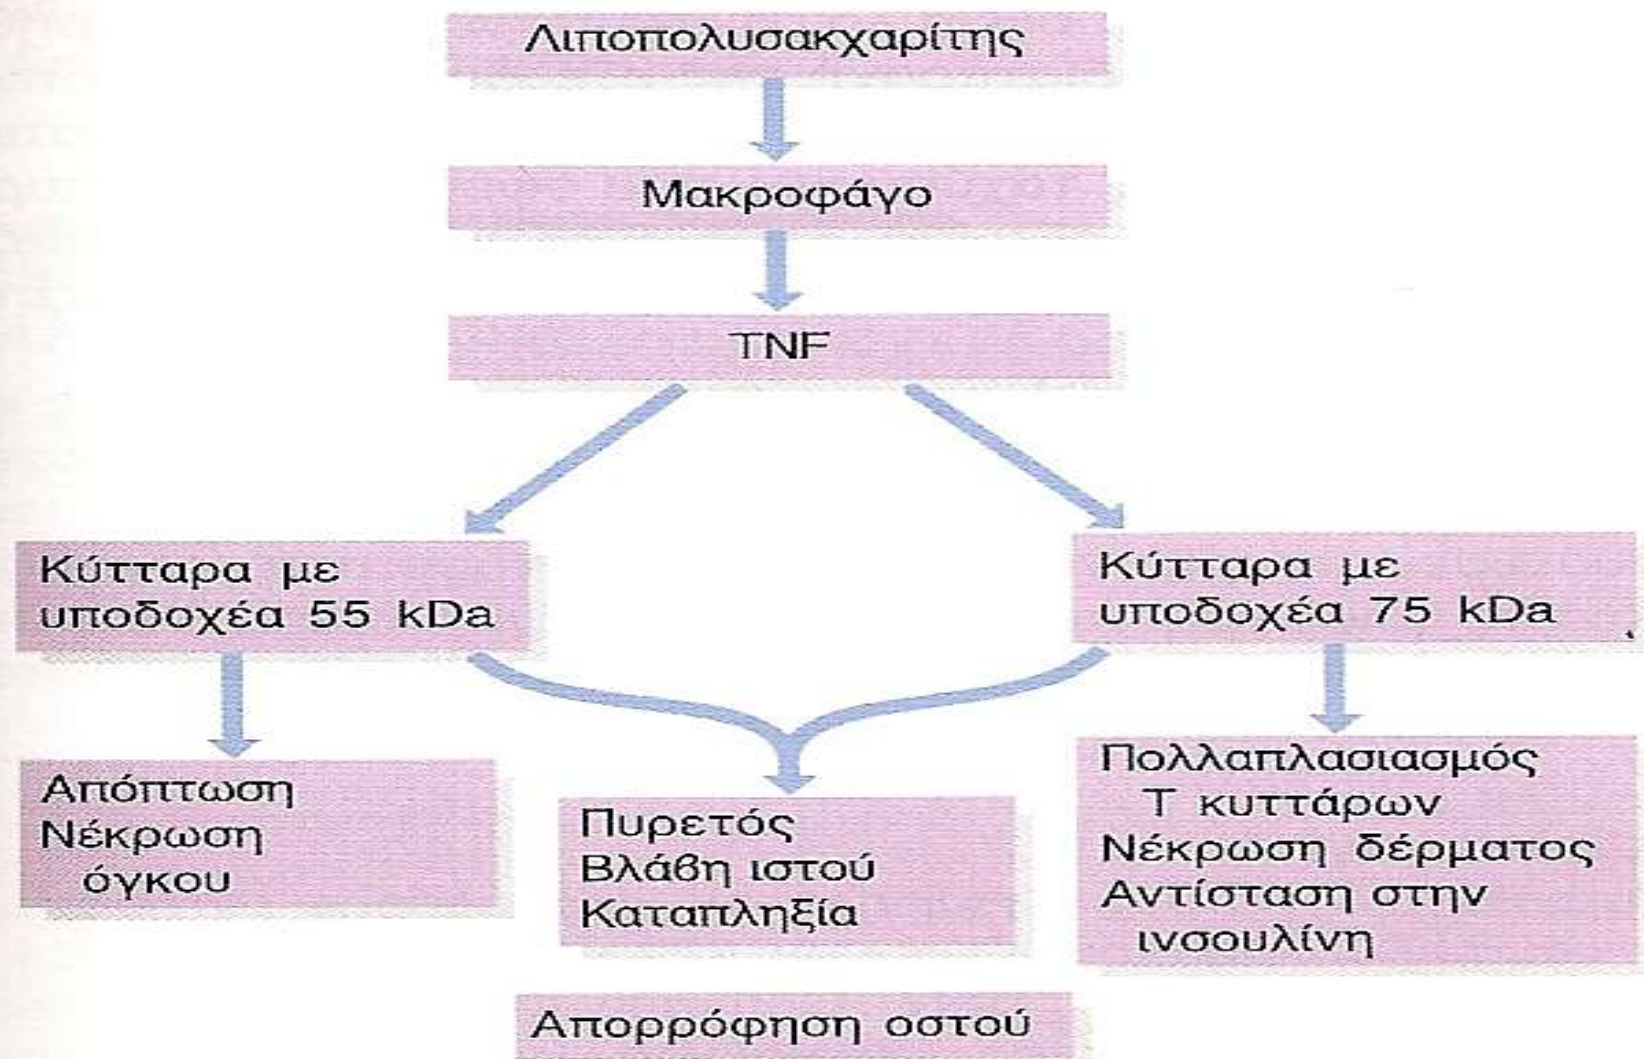 Λιποπολυσακχαρίτης
Μακροφάγο
TNF
Κύτταρα με
υποδοχέα 55 kDa
Κύτταρα με
υποδοχέα 75 kDa
Απόπτωση
Νέκρωση
όγκου
Πυρετός
Βλάβη ιστού
Καταπληξία
Πολλαπλασιασμός
Τ κυττάρων
Νέκρωση δέρματος
Αντίσταση στην
ινσουλίνη
Απορρόφηση οστού